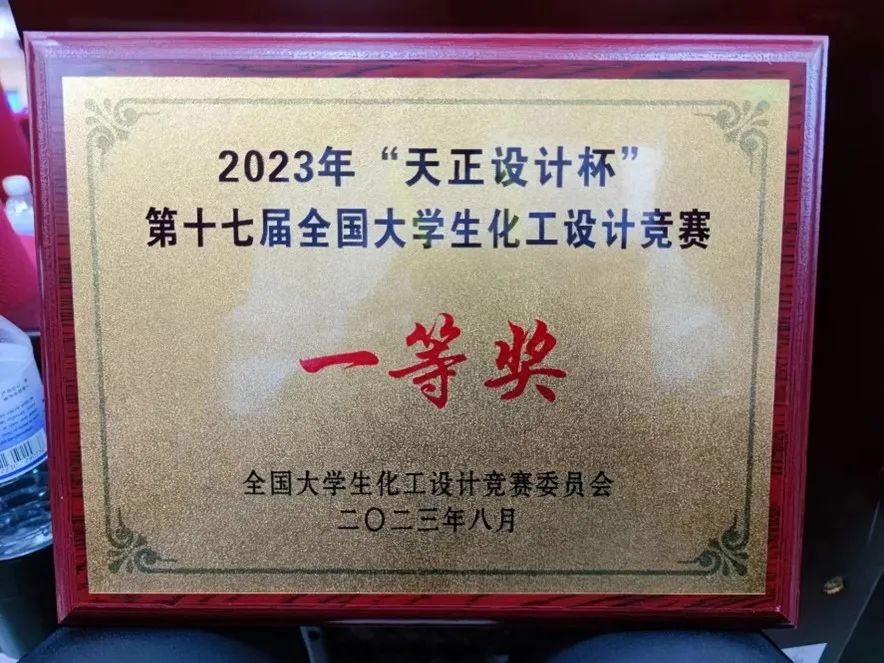 2023年“天正设计杯”
第十七届全国大学生化工设计竞赛
一等奖
全国大学生化工设计竞赛委员会
二〇二三年八月